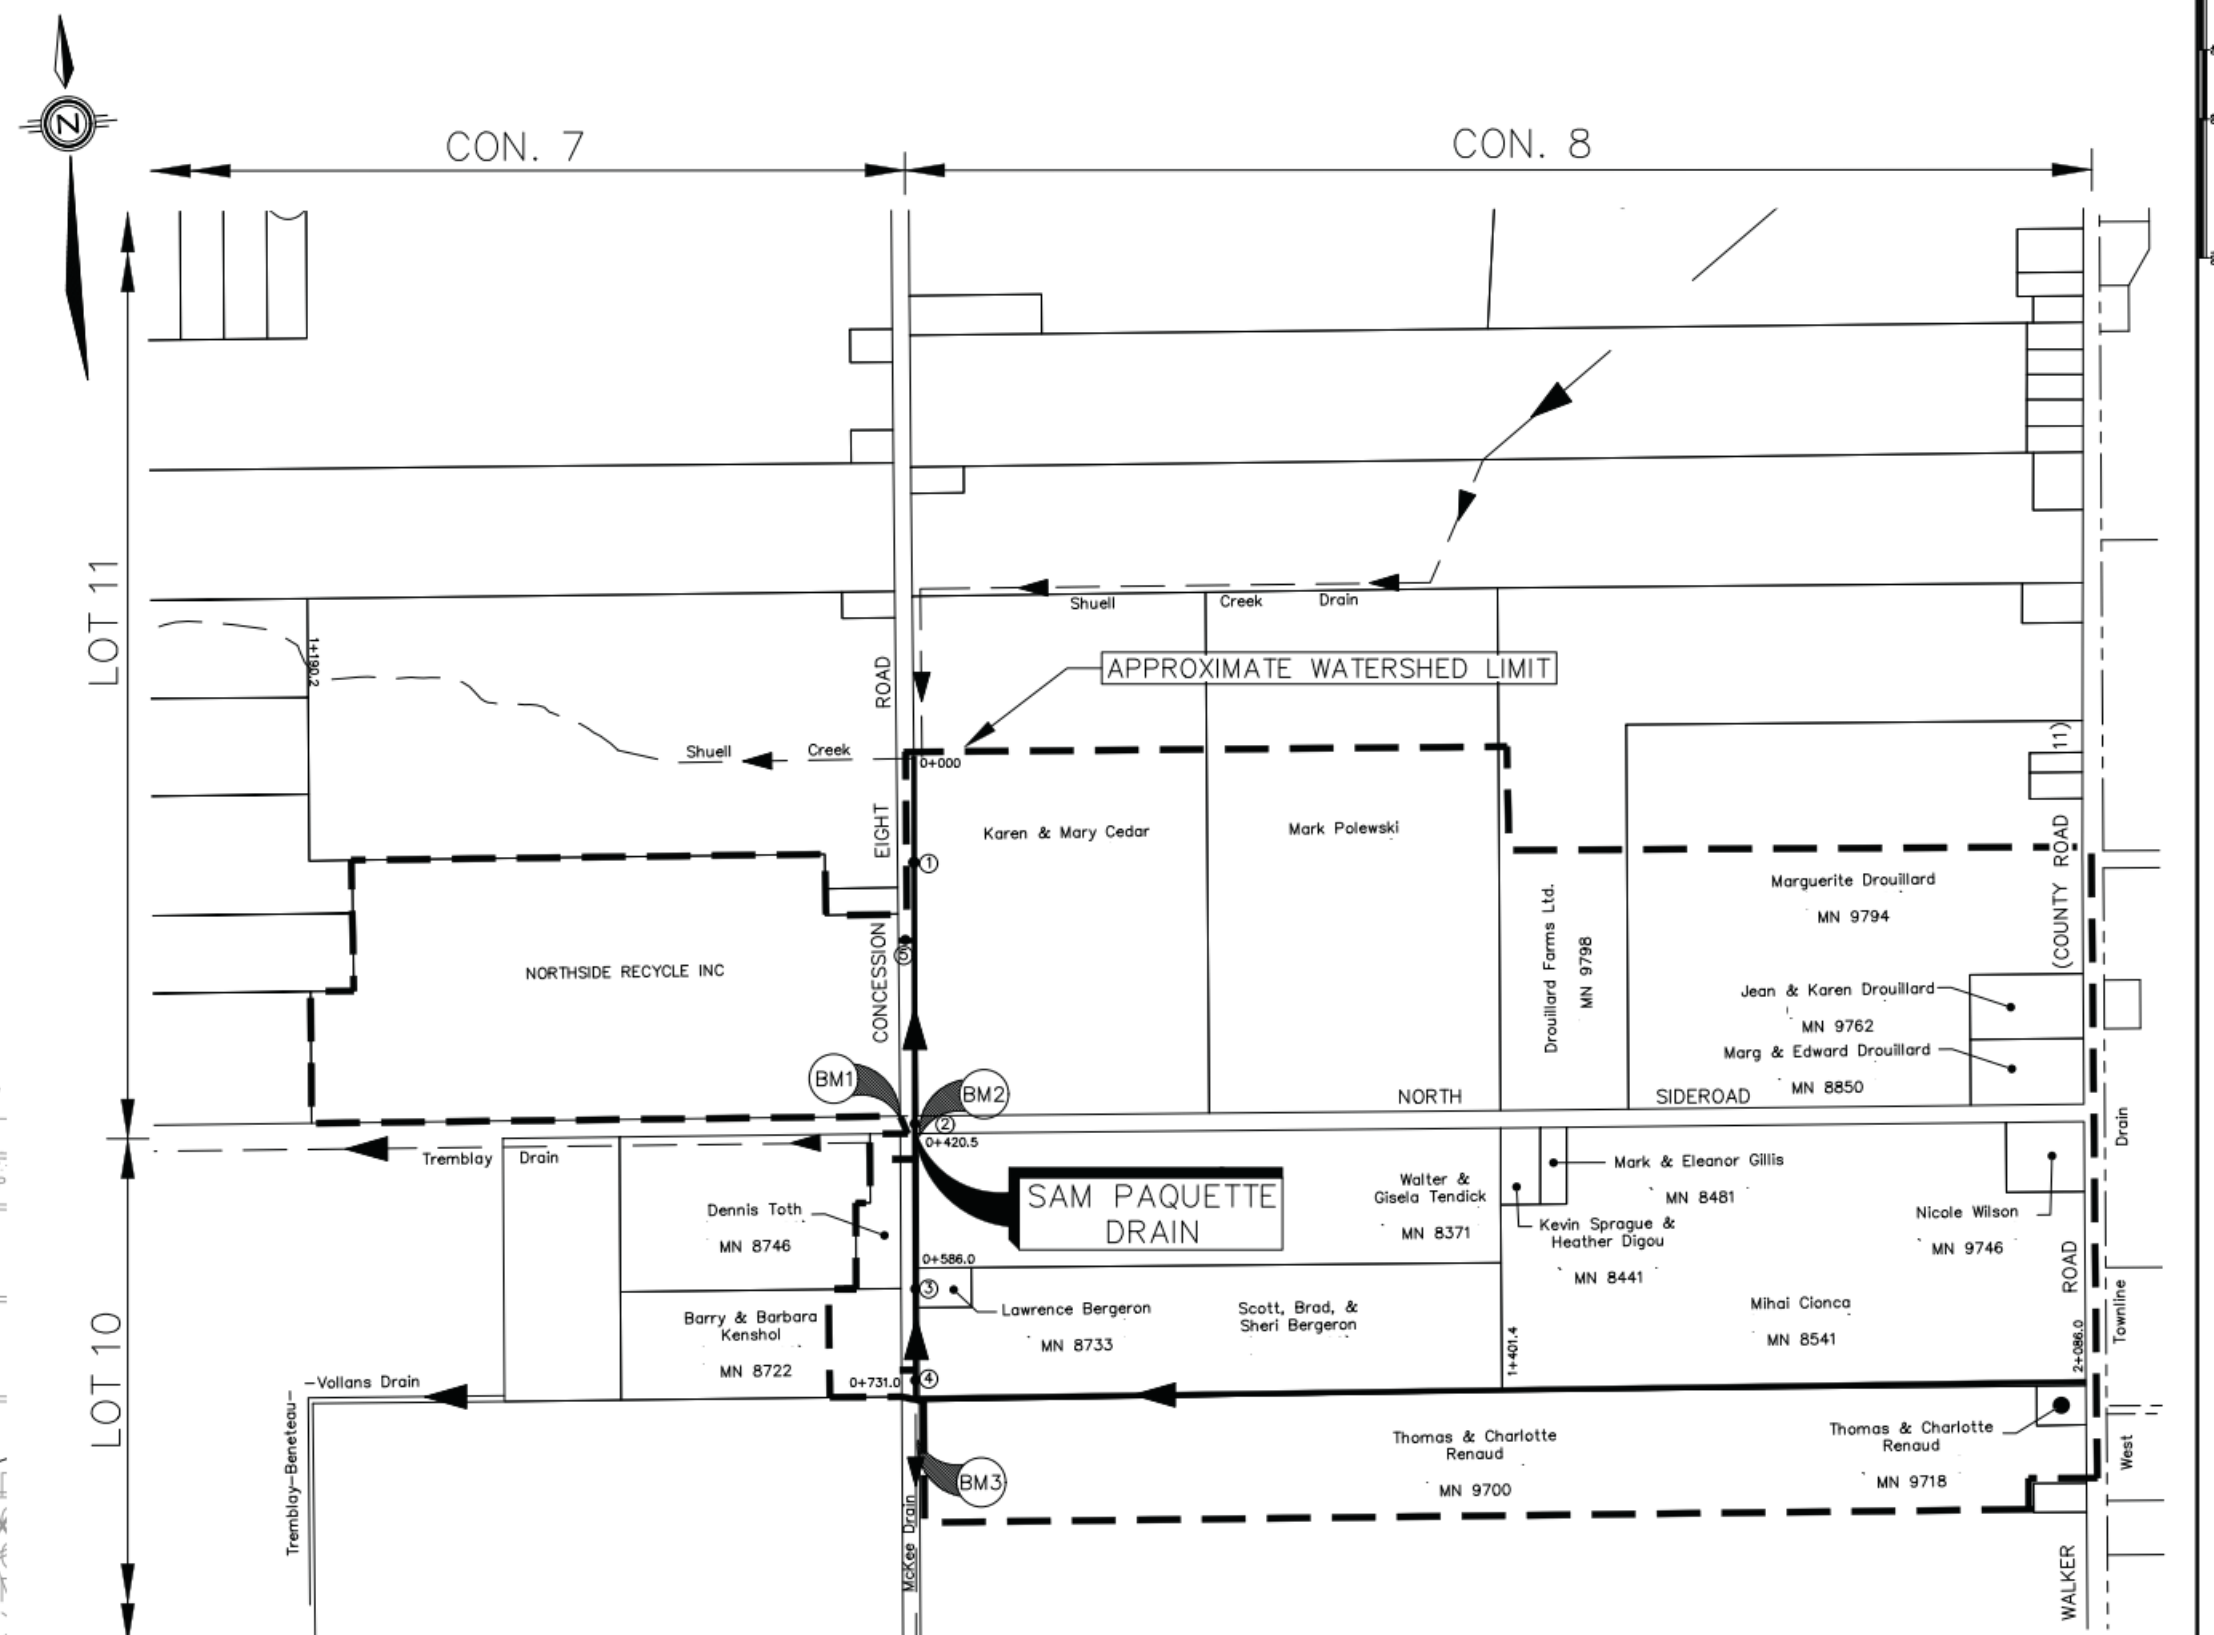 CON. 7
CON. 8
N
LOT 11
LOT 10
Shuell Creek Drain
APPROXIMATE WATERSHED LIMIT
1+190.2
Shuell Creek
0+000
CONCESSION EIGHT ROAD
Karen & Mary Cedar
Mark Polewski
1
Drouillard Farms Ltd.
MN 9798
Marguerite Drouillard
MN 9794
(COUNTY ROAD 11)
NORTHSIDE RECYCLE INC
Jean & Karen Drouillard
MN 9762
Marg & Edward Drouillard
MN 8850
BM1
BM2
NORTH SIDEROAD
2
0+420.5
Tremblay Drain
SAM PAQUETTE
DRAIN
Dennis Toth
MN 8746
Walter &
Gisela Tendick
MN 8371
Mark & Eleanor Gillis
MN 8481
Kevin Sprague &
Heather Digou
MN 8441
Nicole Wilson
MN 9746
0+586.0
3
Lawrence Bergeron
MN 8733
Scott, Brad, &
Sheri Bergeron
Mihai Cionca
MN 8541
1+401.4
2+086.0
Barry & Barbara
Kenshol
MN 8722
0+731.0
4
Vollans Drain
Tremblay-Beneteau
Thomas & Charlotte
Renaud
MN 9700
Thomas & Charlotte
Renaud
MN 9718
BM3
McKee Drain
WALKER ROAD
West Townline Drain